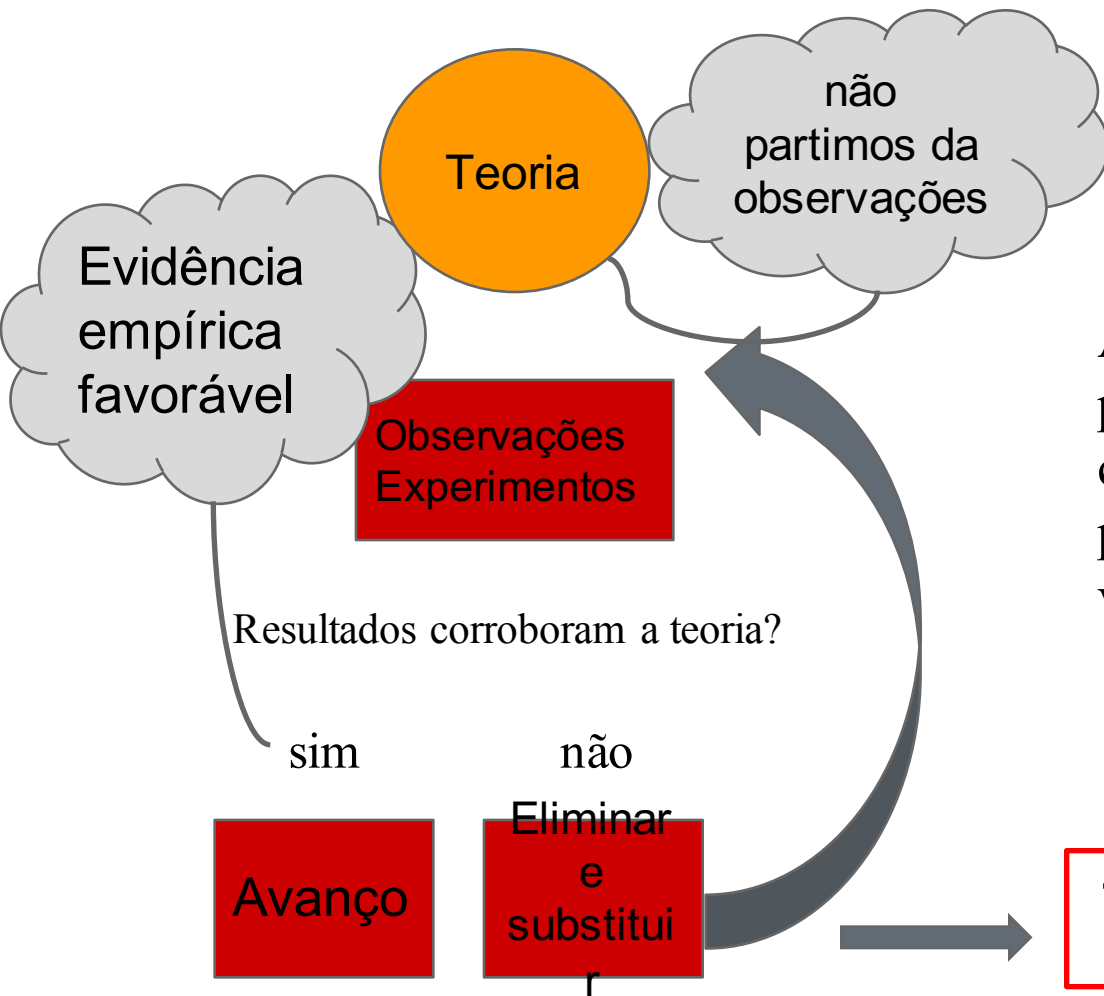 não
partimos da
observações
Teoria
Evidência
empírica
favorável
Observações
Experimentos
Resultados corroboram a teoria?
sim
não
Avanço
Eliminar
e
substitui
r